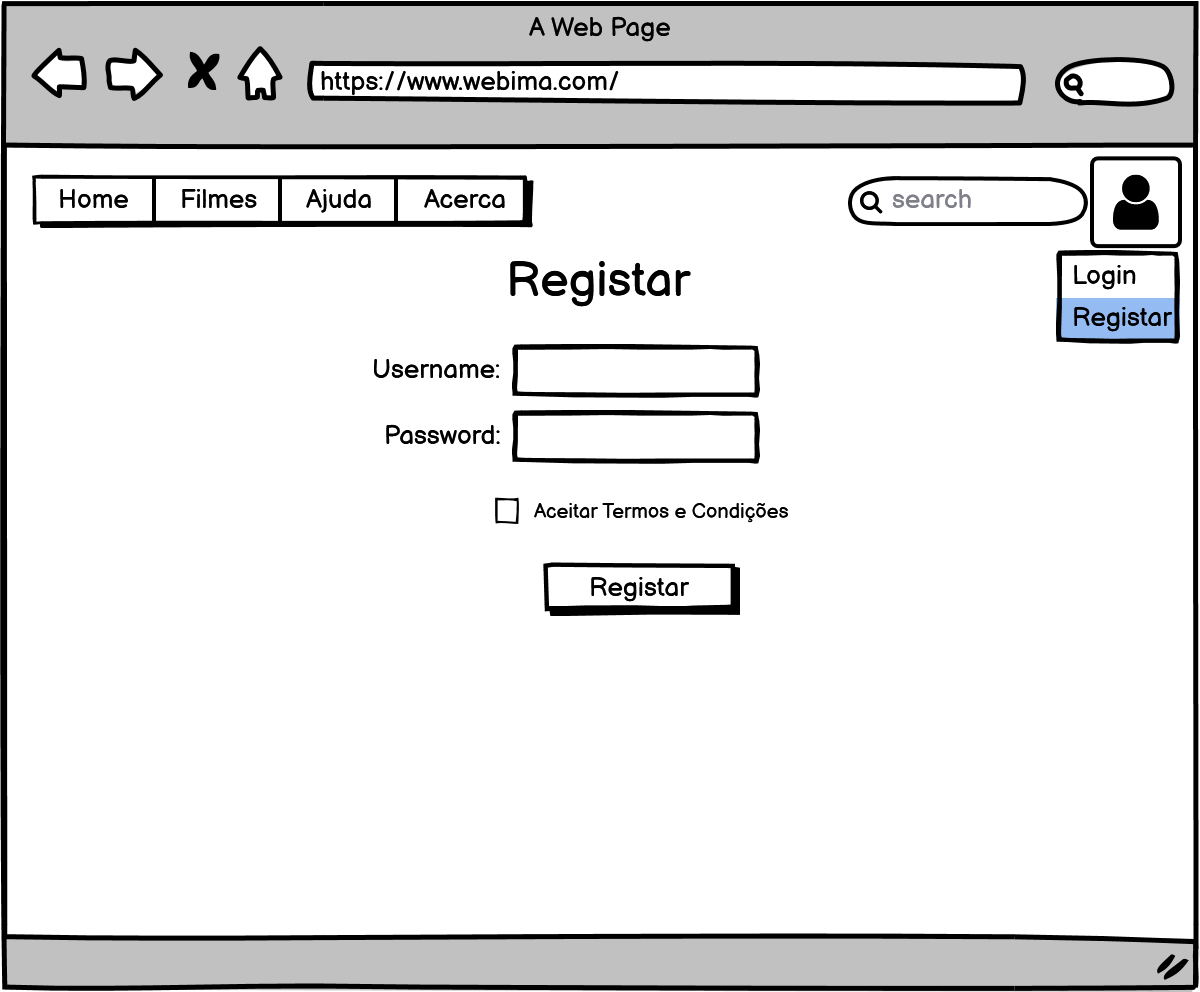 A Web Page
https://www.webima.com/
Home Filmes Ajuda Acerca
search
Login
Registar
Registar
Username:
Password:
Aceitar Termos e Condições
Registar